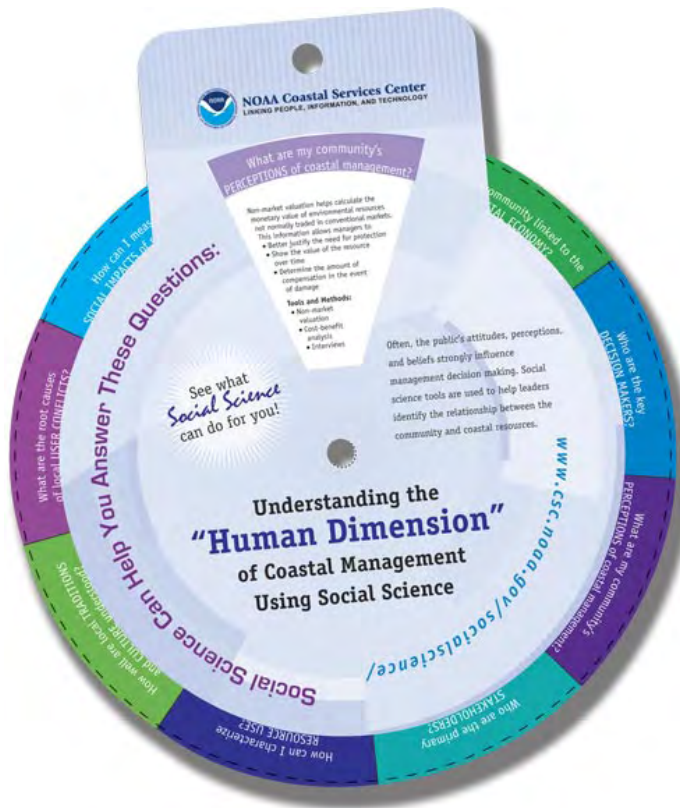 NOAA
NOAA Coastal Services Center
LINKING PEOPLE, INFORMATION, AND TECHNOLOGY
What are my community's
PERCEPTIONS of coastal management?
Non-market valuation helps calculate the
monetary value of environmental resources
not normally traded in conventional markets.
This information allows managers to
• Better justify the need for protection
• Show the value of the resource
over time
• Determine the amount of
compensation in the event
of damage
Tools and Methods:
• Non-market
valuation
• Cost-benefit
analysis
• Interviews
Often, the public's attitudes, perceptions,
and beliefs strongly influence
management decision making. Social
science tools are used to help leaders
identify the relationship between the
community and coastal resources.
See what
Social Science
can do for you!
Understanding the
"Human Dimension"
of Coastal Management
Using Social Science
Social Science Can Help You Answer These Questions:
www.csc.noaa.gov/socialscience/
community linked to the
ECONOMY?
Who are the key
DECISION MAKERS?
What are my community's
PERCEPTIONS of coastal management?
Who are the primary
STAKEHOLDERS?
How can I characterize
RESOURCE USE?
How well are local TRADITIONS
and CULTURE understood?
What are the root causes
of local USER CONFLICTS?
How can I
SOCIAL IMPACTS of